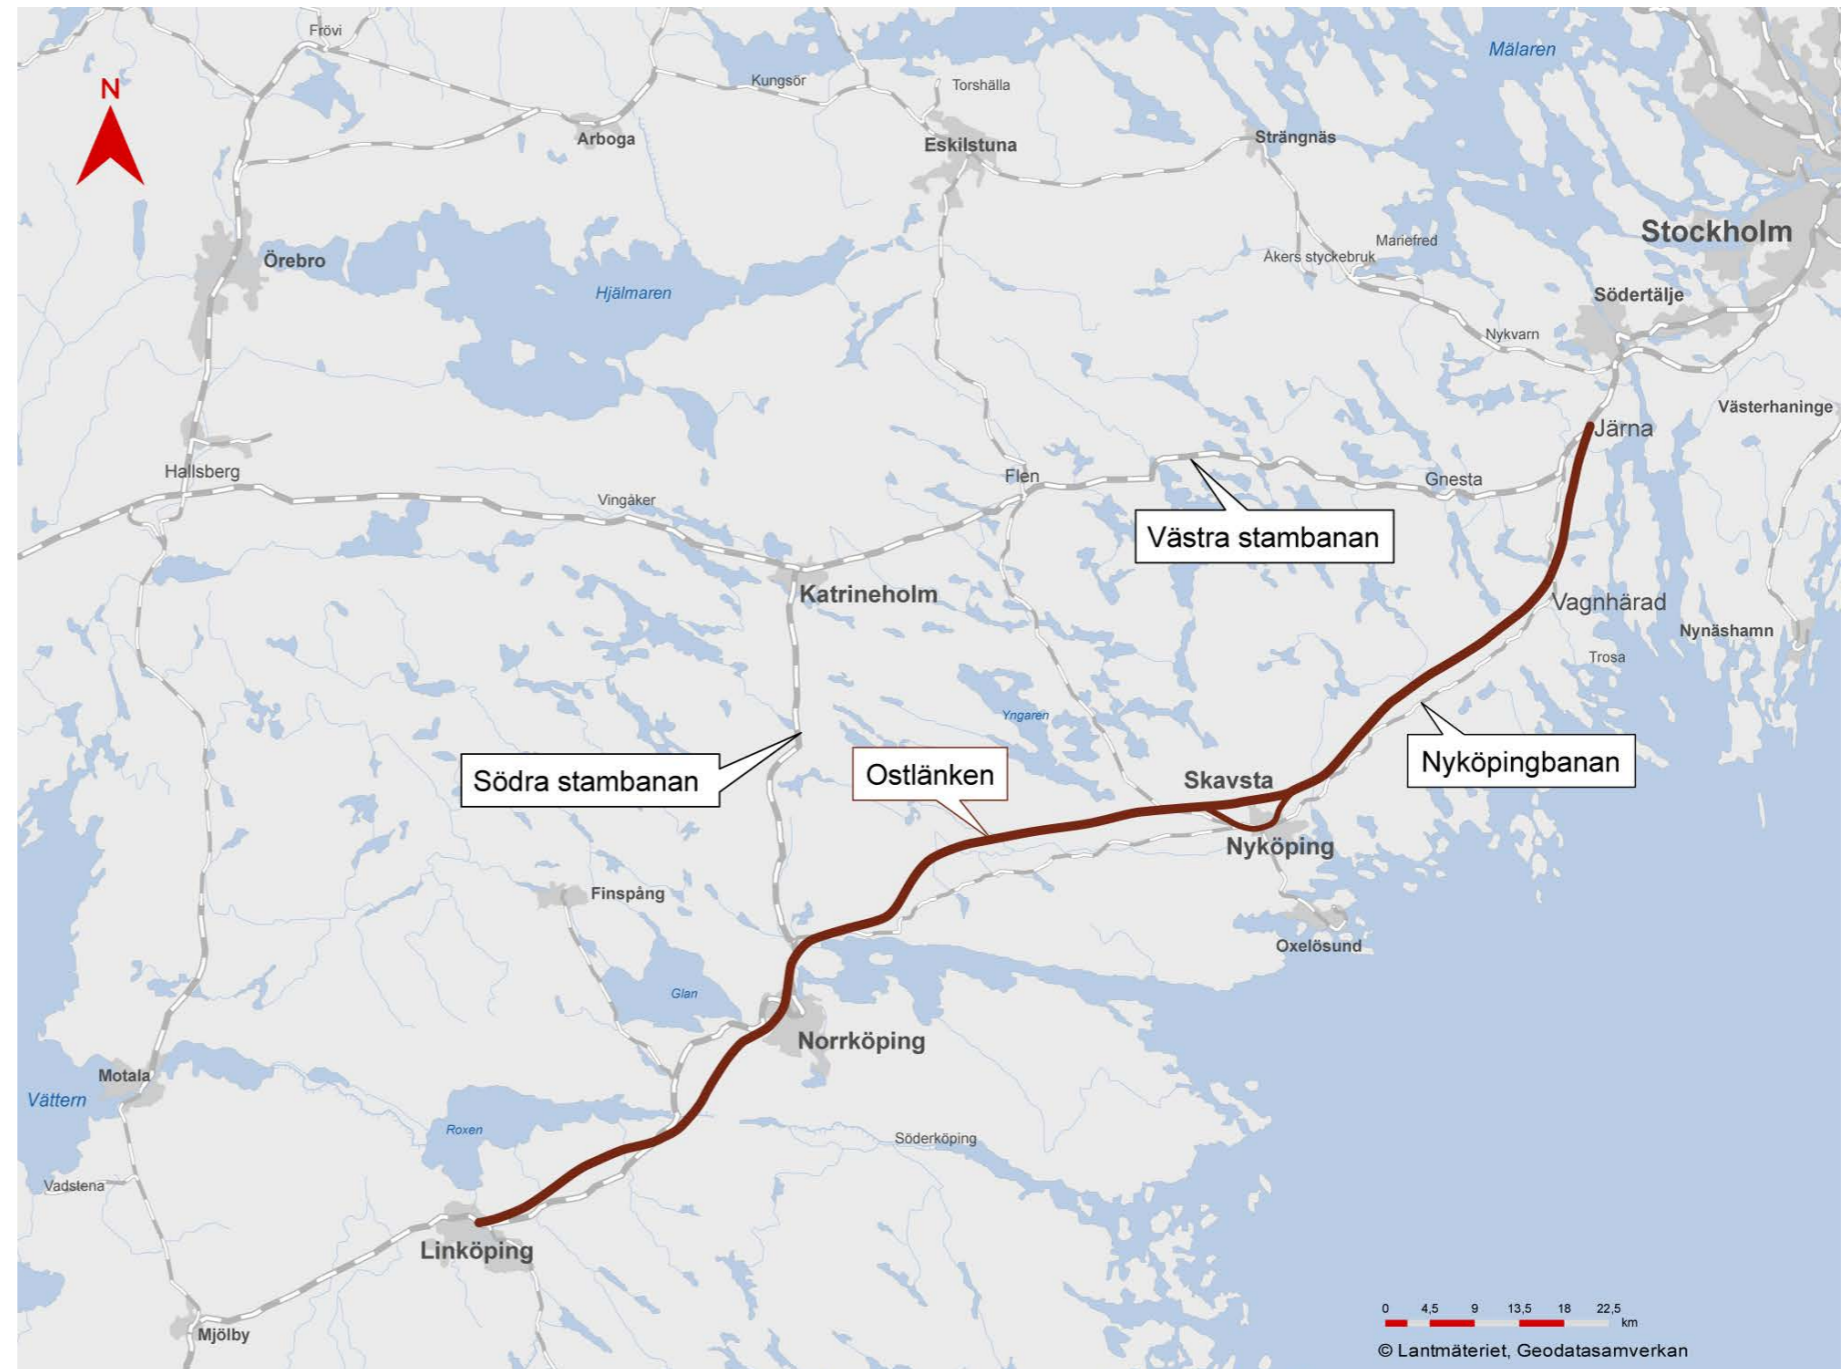 Frövi
Mälaren
N
Kungsör
Torshälla
Arboga
Eskilstuna
Strängnäs
Stockholm
Mariefred
Åkers styckebruk
Örebro
Hjälmaren
Södertälje
Nykvarn
Västerhaninge
Järna
Hallsberg
Flen
Gnesta
Vingåker
Västra stambanan
Katrineholm
Vagnhärad
Nynäshamn
Trosa
Yngaren
Södra stambanan
Ostlänken
Skavsta
Nyköpingbanan
Nyköping
Finspång
Oxelösund
Glan
Norrköping
Motala
Vättern
Roxen
Söderköping
Vadstena
Linköping
Mjölby
0 4,5 9 13,5 18 22,5
km
© Lantmäteriet, Geodatasamverkan